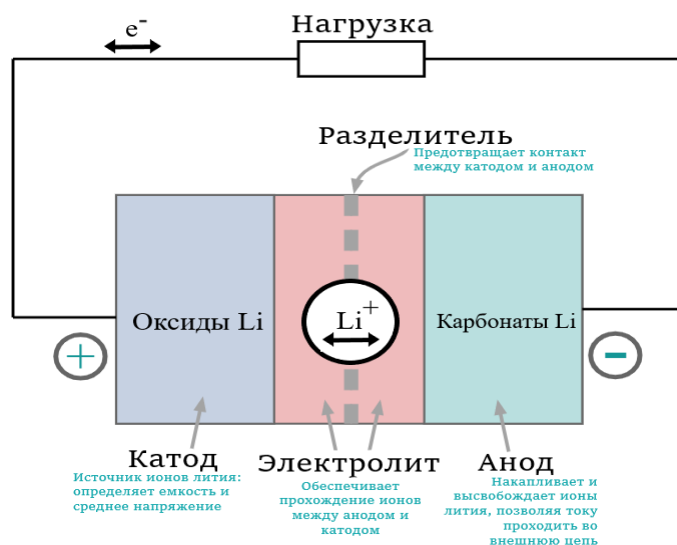 e⁻
Нагрузка
Разделитель
Предотвращает контакт
между катодом и анодом
Оксиды Li
Li⁺
Карбонаты Li
+
−
Катод
Источник ионов лития:
определяет емкость и
среднее напряжение
Электролит
Обеспечивает
прохождение ионов
между анодом и
катодом
Анод
Накапливает и
высвобождает ионы
лития, позволяя току
проходить во
внешнюю цепь